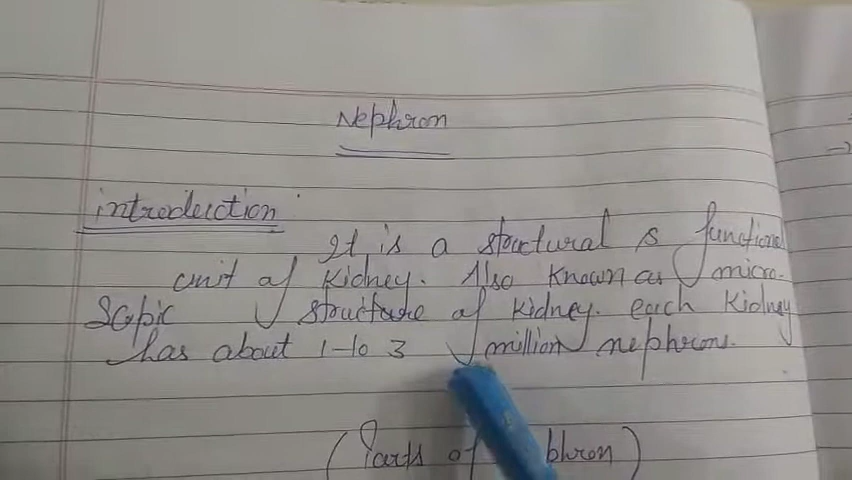 Nephron
introduction
It is a structural & functional
unit of Kidney. Also Known as micro-
Scopic structure of kidney. each Kidney
has about 1 to 3 million nephrons.
(Parts of phron)